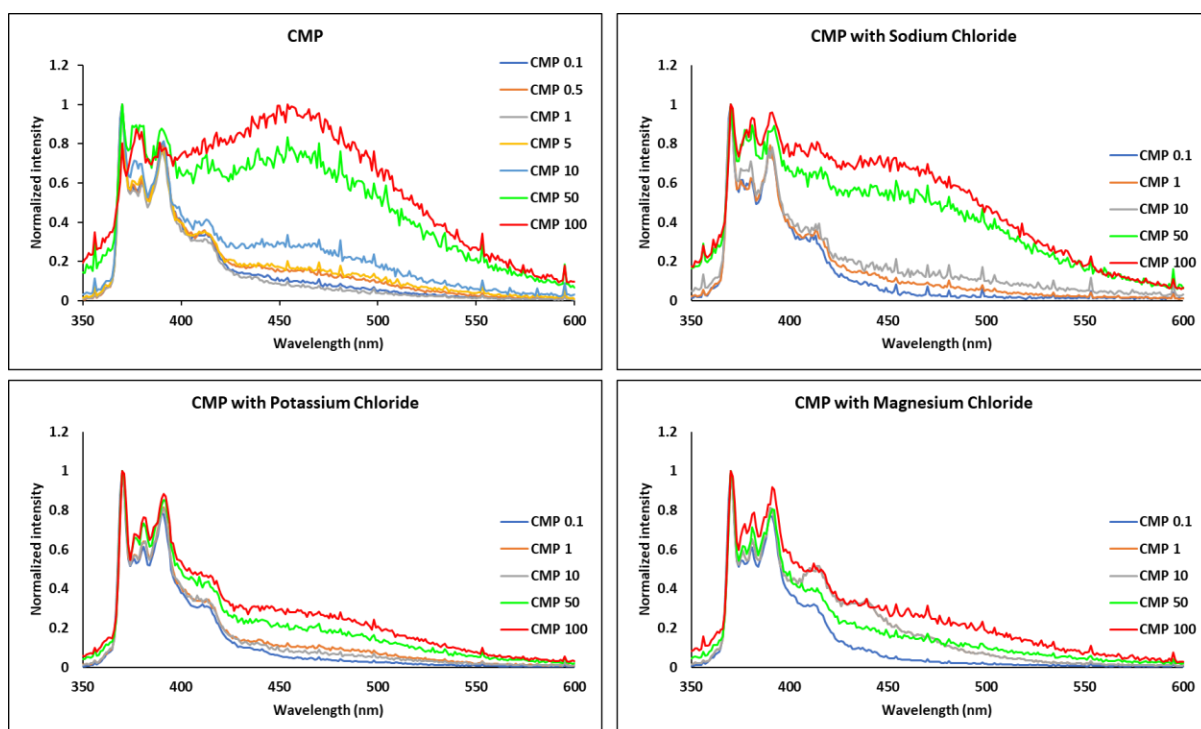 CMP
1.2
1
0.8
0.6
0.4
0.2
0
Normalized intensity
350 400 450 500 550 600
Wavelength (nm)
CMP 0.1
CMP 0.5
CMP 1
CMP 5
CMP 10
CMP 50
CMP 100
CMP with Sodium Chloride
1.2
1
0.8
0.6
0.4
0.2
0
Normalized intensity
350 400 450 500 550 600
Wavelength (nm)
CMP 0.1
CMP 1
CMP 10
CMP 50
CMP 100
CMP with Potassium Chloride
1.2
1
0.8
0.6
0.4
0.2
0
Normalized intensity
350 400 450 500 550 600
Wavelength (nm)
CMP 0.1
CMP 1
CMP 10
CMP 50
CMP 100
CMP with Magnesium Chloride
1.2
1
0.8
0.6
0.4
0.2
0
Normalized intensity
350 400 450 500 550 600
Wavelength (nm)
CMP 0.1
CMP 1
CMP 10
CMP 50
CMP 100